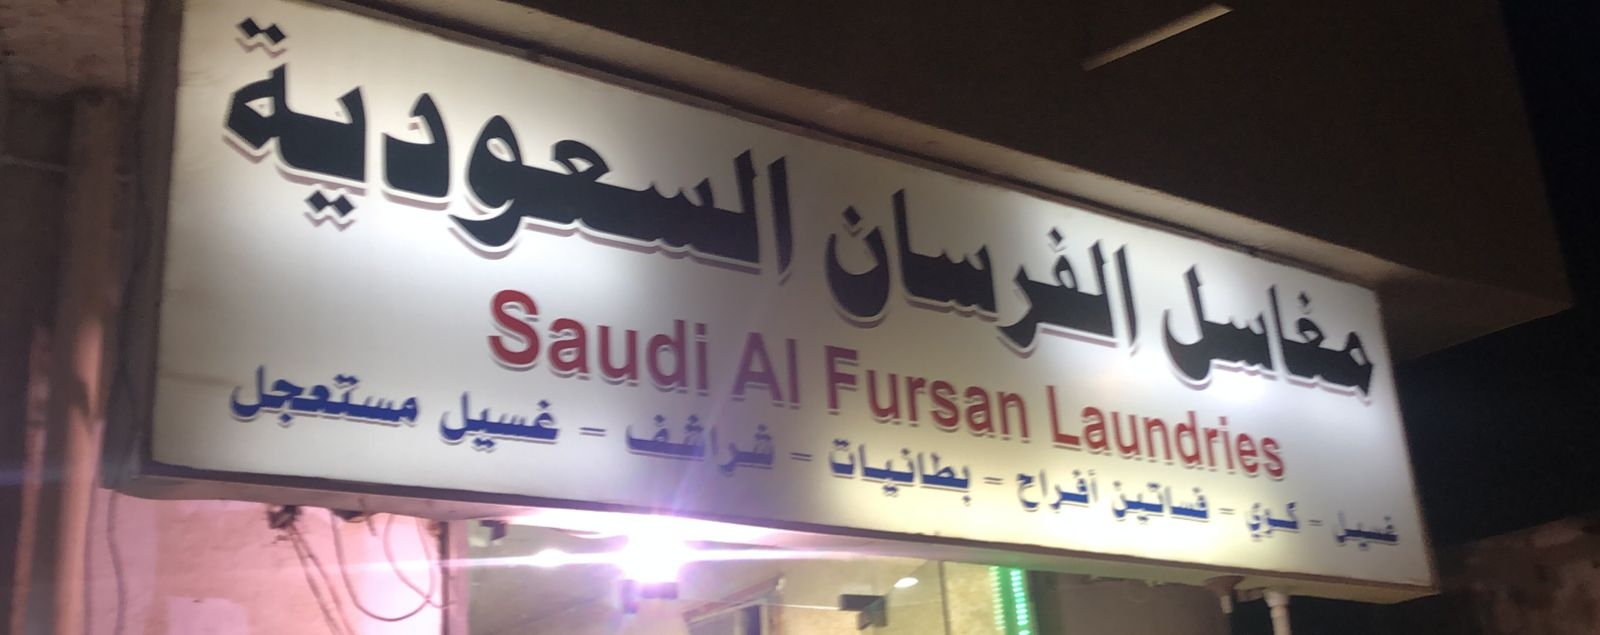 مغاسل الفرسان السعودية
Saudi Al Fursan Laundries
غسيل - كوي - فساتين أفراح - بطانيات - شراشف - غسيل مستعجل